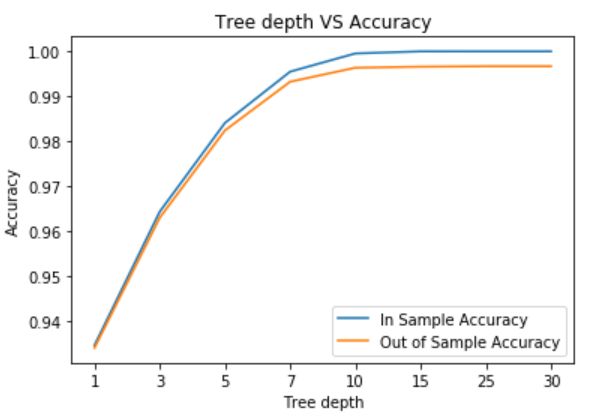 Tree depth VS Accuracy
1.00
0.99
0.98
0.97
0.96
0.95
0.94
Accuracy
In Sample Accuracy
Out of Sample Accuracy
1 3 5 7 10 15 25 30
Tree depth